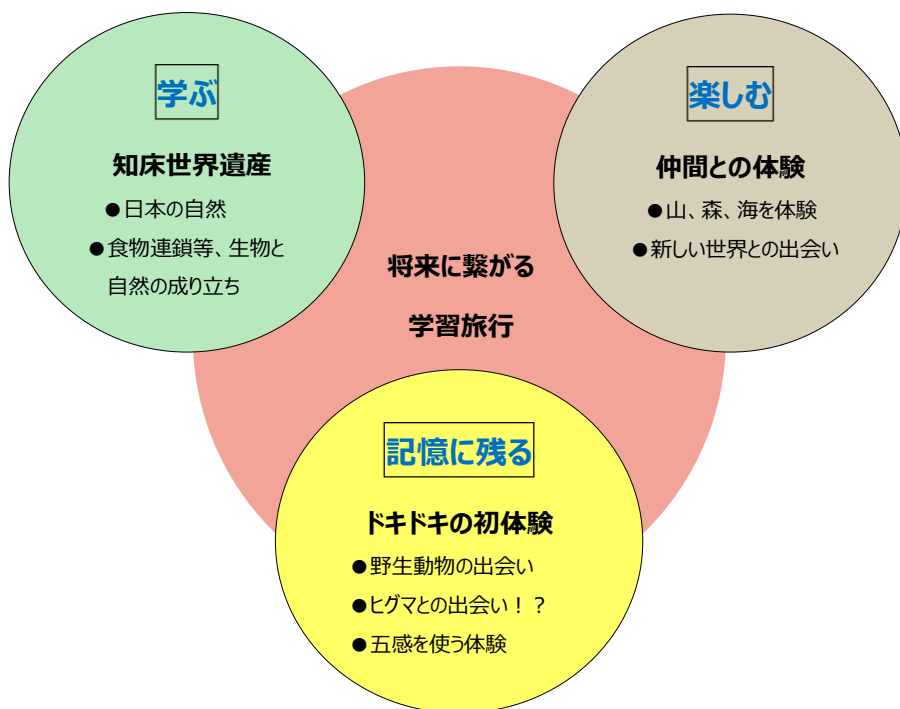 学ぶ
知床世界遺産
●日本の自然
●食物連鎖等、生物と
自然の成り立ち
楽しむ
仲間との体験
●山、森、海を体験
●新しい世界との出会い
将来に繋がる
学習旅行
記憶に残る
ドキドキの初体験
●野生動物の出会い
●ヒグマとの出会い！？
●五感を使う体験